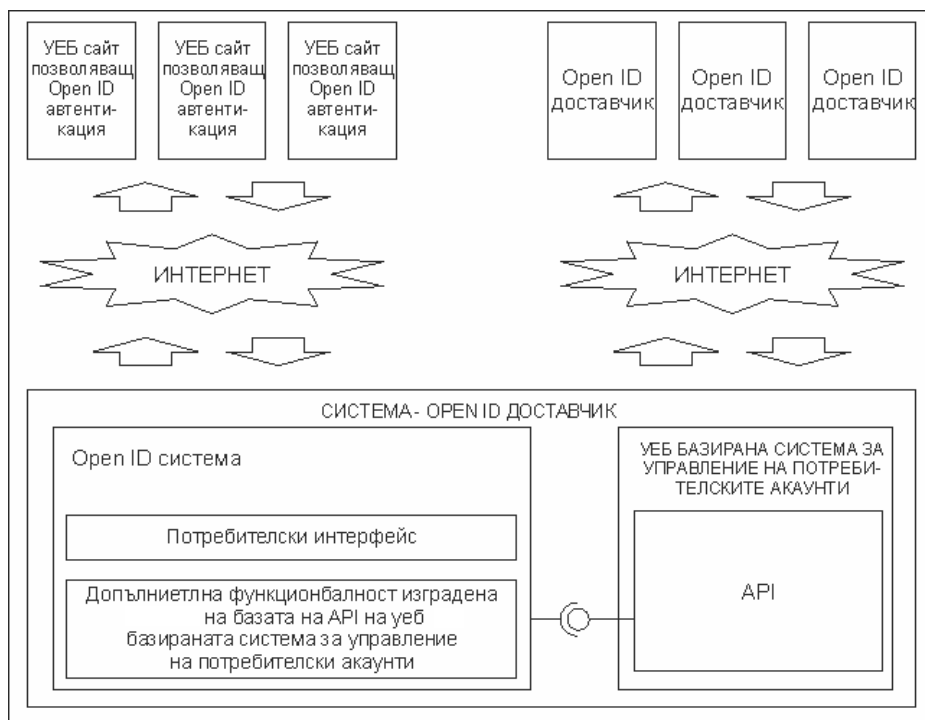 УЕБ сайт
позволяващ
Open ID
автенти-
кация
УЕБ сайт
позволяващ
Open ID
автенти-
кация
УЕБ сайт
позволяващ
Open ID
автенти-
кация
Open ID
доставчик
Open ID
доставчик
Open ID
доставчик
ИНТЕРНЕТ
ИНТЕРНЕТ
СИСТЕМА- OPEN ID ДОСТАВЧИК
Open ID система
Потребителски интерфейс
Допълниетлна функционбалност изградена
на базата на API на уеб
базираната система за управление
на потребителски акаунти
УЕБ БАЗИРАНА СИСТЕМА ЗА
УПРАВЛЕНИЕ НА ПОТРЕБИ-
ТЕЛСКИТЕ АКАУНТИ
API